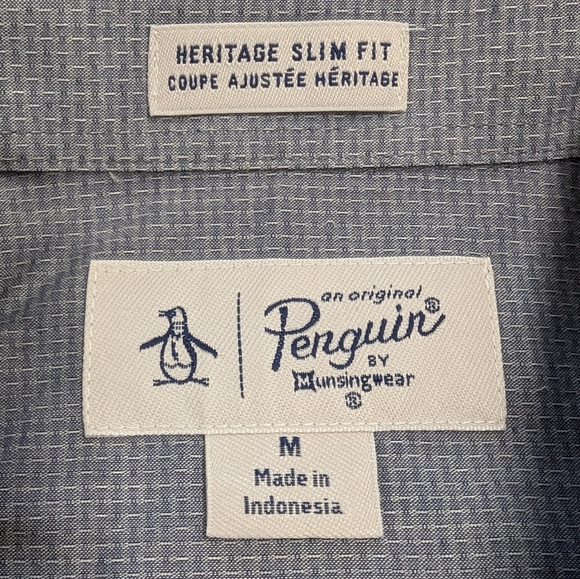 HERITAGE SLIM FIT
COUPE AJUSTÉE HÉRITAGE
an original
Penguin®
BY
Munsingwear
®
M
Made in
Indonesia